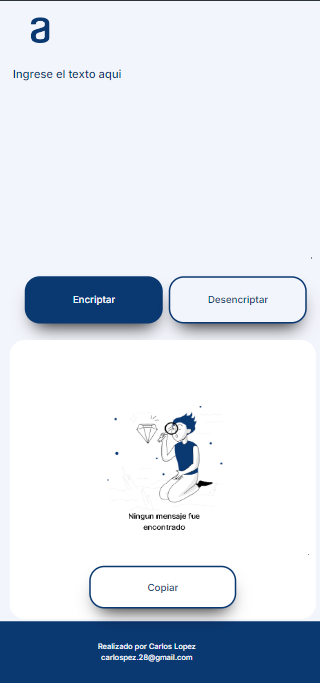 a
Ingrese el texto aqui
Encriptar
Desencriptar
Ningun mensaje fue
encontrado
Copiar
Realizado por Carlos Lopez
carlospez.28@gmail.com